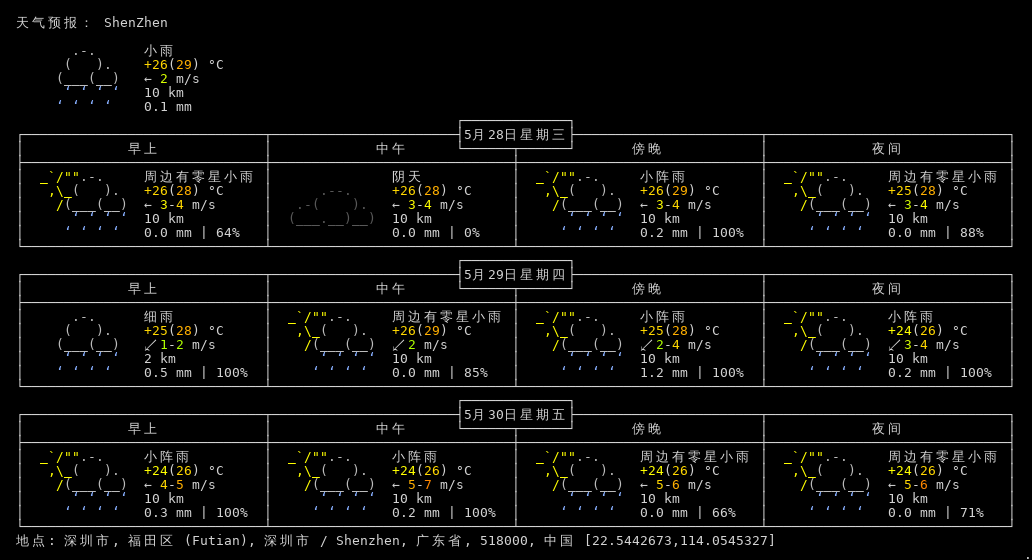 天气预报： ShenZhen
小雨
+26(29) °C
← 2 m/s
10 km
0.1 mm
5月28日星期三
早上 中午 傍晚 夜间
周边有零星小雨 阴天 小阵雨 周边有零星小雨
+26(28) °C +26(28) °C +26(29) °C +25(28) °C
← 3-4 m/s ← 3-4 m/s ← 3-4 m/s ← 3-4 m/s
10 km 10 km 10 km 10 km
0.0 mm | 64% 0.0 mm | 0% 0.2 mm | 100% 0.0 mm | 88%
5月29日星期四
早上 中午 傍晚 夜间
细雨 周边有零星小雨 小阵雨 小阵雨
+25(28) °C +26(29) °C +25(28) °C +24(26) °C
↙ 1-2 m/s ↙ 2 m/s ↙ 2-4 m/s ↙ 3-4 m/s
2 km 10 km 10 km 10 km
0.5 mm | 100% 0.0 mm | 85% 1.2 mm | 100% 0.2 mm | 100%
5月30日星期五
早上 中午 傍晚 夜间
小阵雨 小阵雨 周边有零星小雨 周边有零星小雨
+24(26) °C +24(26) °C +24(26) °C +24(26) °C
← 4-5 m/s ← 5-7 m/s ← 5-6 m/s ← 5-6 m/s
10 km 10 km 10 km 10 km
0.3 mm | 100% 0.2 mm | 100% 0.0 mm | 66% 0.0 mm | 71%
地点: 深圳市, 福田区 (Futian), 深圳市 / Shenzhen, 广东省, 518000, 中国 [22.5442673,114.0545327]